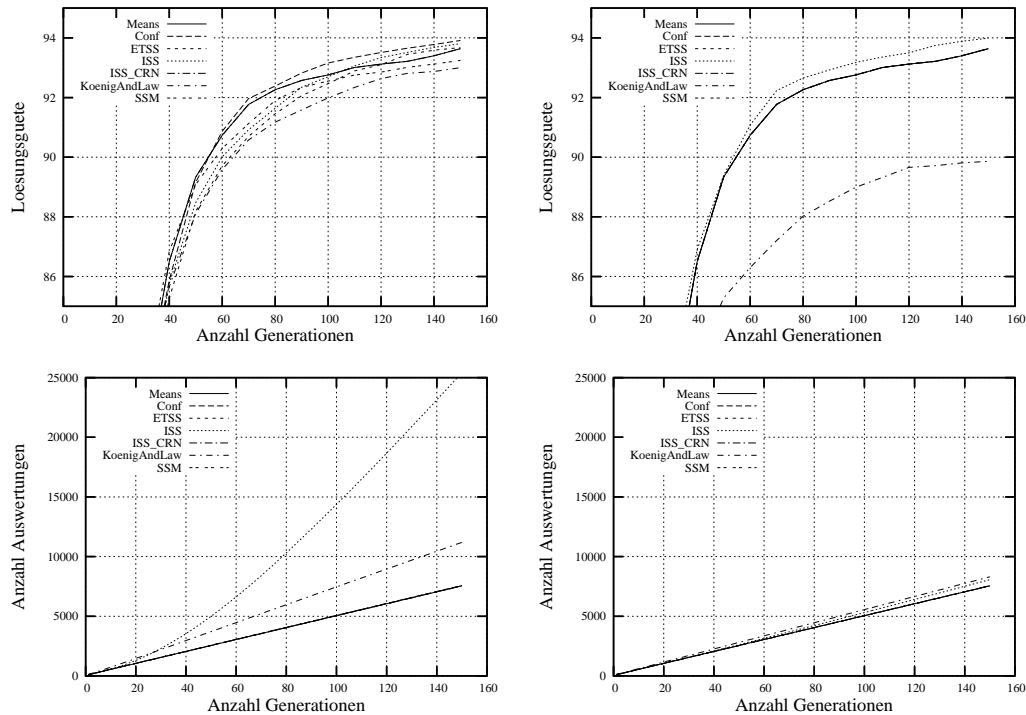 Loesungsguete
94
92
90
88
86
Means
Conf
ETSS
ISS
ISS_CRN
KoenigAndLaw
SSM
0 20 40 60 80 100 120 140 160
Anzahl Generationen
Loesungsguete
94
92
90
88
86
Means
Conf
ETSS
ISS
ISS_CRN
KoenigAndLaw
SSM
0 20 40 60 80 100 120 140 160
Anzahl Generationen
Anzahl Auswertungen
25000
20000
15000
10000
5000
0
Means
Conf
ETSS
ISS
ISS_CRN
KoenigAndLaw
SSM
0 20 40 60 80 100 120 140 160
Anzahl Generationen
Anzahl Auswertungen
25000
20000
15000
10000
5000
0
Means
Conf
ETSS
ISS
ISS_CRN
KoenigAndLaw
SSM
0 20 40 60 80 100 120 140 160
Anzahl Generationen